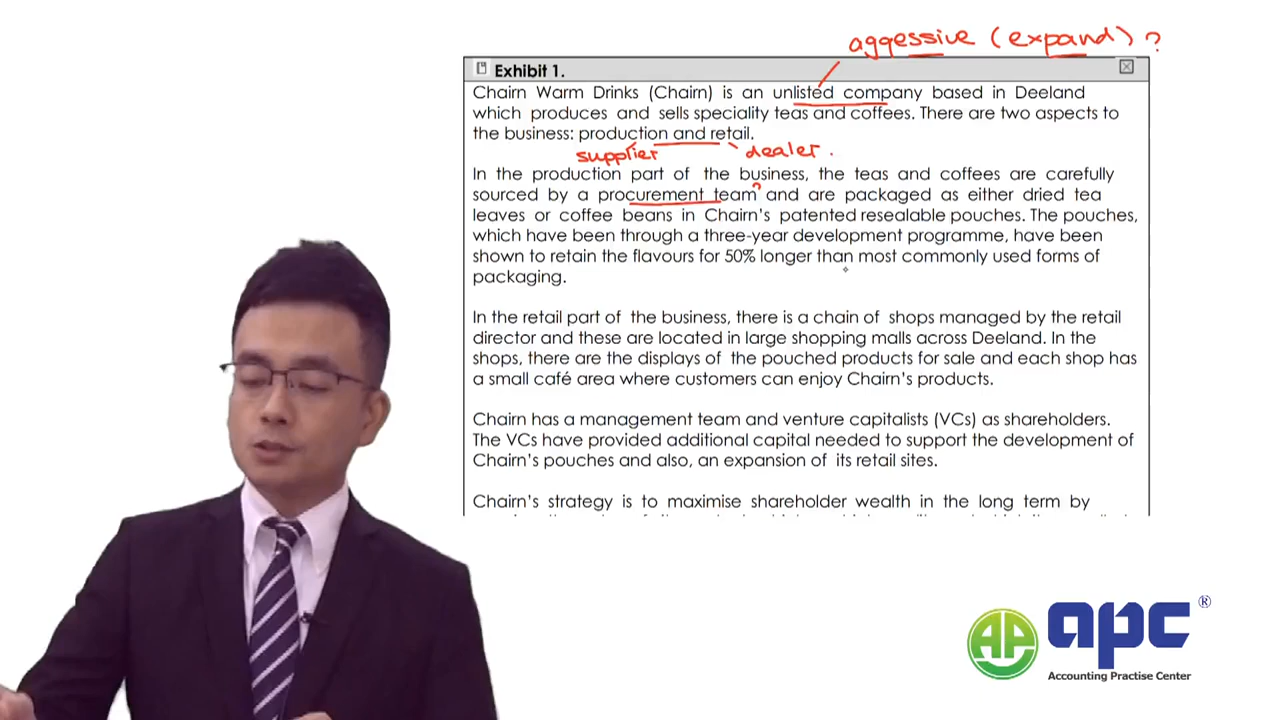 aggessive (expand) ?
Exhibit 1.
Chairn Warm Drinks (Chairn) is an unlisted company based in Deeland
which produces and sells speciality teas and coffees. There are two aspects to
the business: production and retail.
supplier dealer.
In the production part of the business, the teas and coffees are carefully
sourced by a procurement team? and are packaged as either dried tea
leaves or coffee beans in Chairn's patented resealable pouches. The pouches,
which have been through a three-year development programme, have been
shown to retain the flavours for 50% longer than most commonly used forms of
packaging.
In the retail part of the business, there is a chain of shops managed by the retail
director and these are located in large shopping malls across Deeland. In the
shops, there are the displays of the pouched products for sale and each shop has
a small café area where customers can enjoy Chairn's products.
Chairn has a management team and venture capitalists (VCs) as shareholders.
The VCs have provided additional capital needed to support the development of
Chairn's pouches and also, an expansion of its retail sites.
Chairn's strategy is to maximise shareholder wealth in the long term by
AP apc ®
Accounting Practise Center